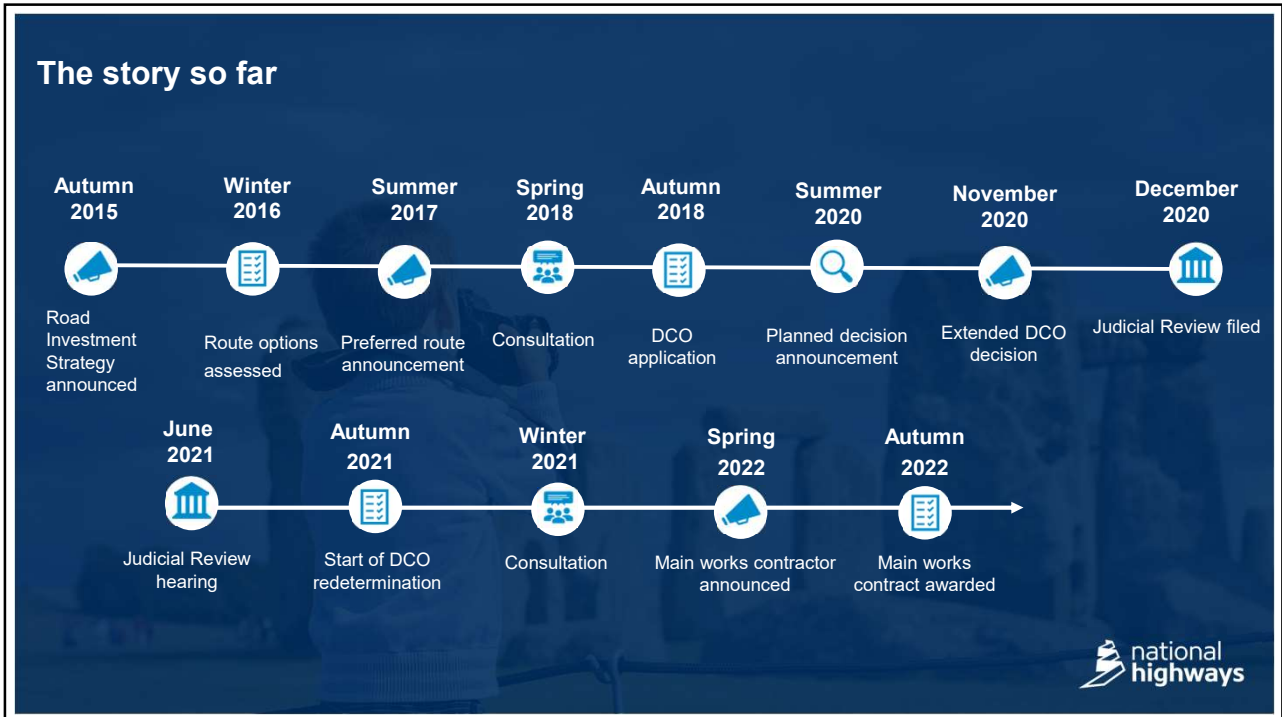 The story so far
Autumn
2015
Road
Investment
Strategy
announced
Winter
2016
Route options
assessed
Summer
2017
Preferred route
announcement
Spring
2018
Consultation
Autumn
2018
DCO
application
Summer
2020
Planned decision
announcement
November
2020
Extended DCO
decision
December
2020
Judicial Review filed
June
2021
Judicial Review
hearing
Autumn
2021
Start of DCO
redetermination
Winter
2021
Consultation
Spring
2022
Main works contractor
announced
Autumn
2022
Main works
contract awarded
national
highways